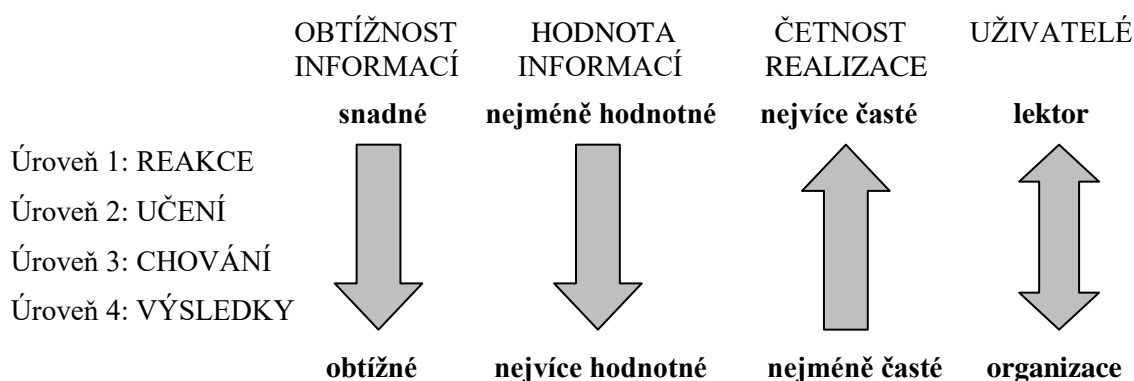 OBTÍŽNOST HODNOTA ČETNOST UŽIVATELÉ
INFORMACÍ INFORMACÍ REALIZACE
snadné nejméně hodnotné nejvíce časté lektor
Úroveň 1: REAKCE
Úroveň 2: UČENÍ
Úroveň 3: CHOVÁNÍ
Úroveň 4: VÝSLEDKY
obtížné nejvíce hodnotné nejméně časté organizace